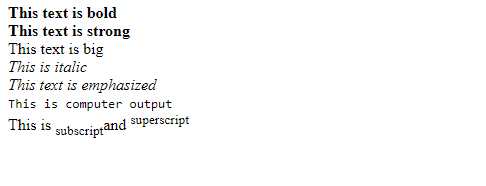 This text is bold
This text is strong
This text is big
This is italic
This text is emphasized
This is computer output
This is subscriptand superscript